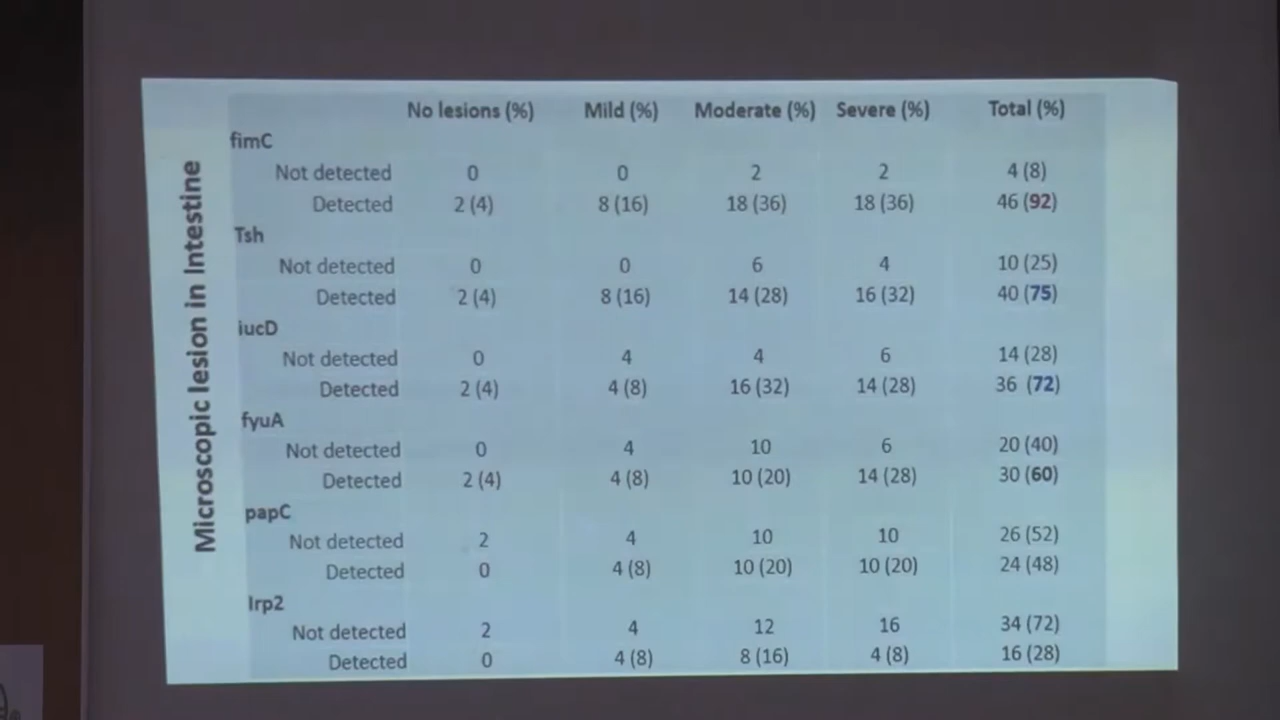 Microscopic lesion in Intestine
No lesions (%) Mild (%) Moderate (%) Severe (%) Total (%)
fimC
Not detected 0 0 2 2 4 (8)
Detected 2 (4) 8 (16) 18 (36) 18 (36) 46 (92)
Tsh
Not detected 0 0 6 4 10 (25)
Detected 2 (4) 8 (16) 14 (28) 16 (32) 40 (75)
iucD
Not detected 0 4 4 6 14 (28)
Detected 2 (4) 4 (8) 16 (32) 14 (28) 36 (72)
fyuA
Not detected 0 4 10 6 20 (40)
Detected 2 (4) 4 (8) 10 (20) 14 (28) 30 (60)
papC
Not detected 2 4 10 10 26 (52)
Detected 0 4 (8) 10 (20) 10 (20) 24 (48)
Irp2
Not detected 2 4 12 16 34 (72)
Detected 0 4 (8) 8 (16) 4 (8) 16 (28)